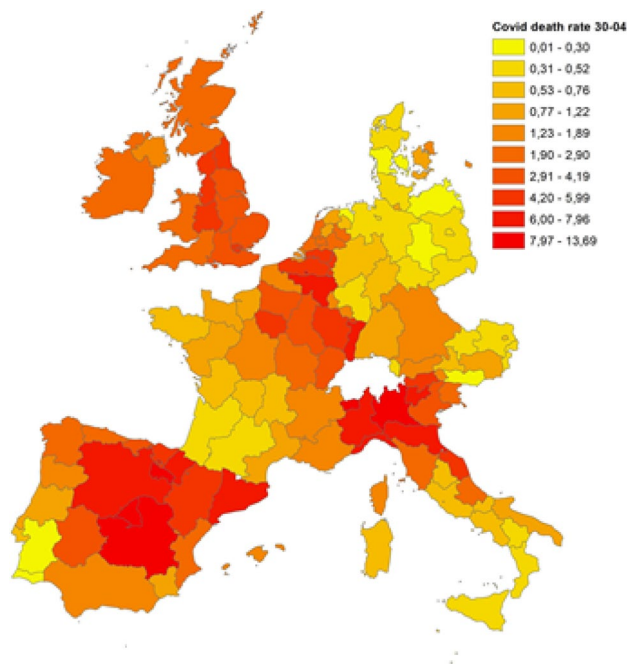 Covid death rate 30-04
0,01 - 0,30
0,31 - 0,52
0,53 - 0,76
0,77 - 1,22
1,23 - 1,89
1,90 - 2,90
2,91 - 4,19
4,20 - 5,99
6,00 - 7,96
7,97 - 13,69